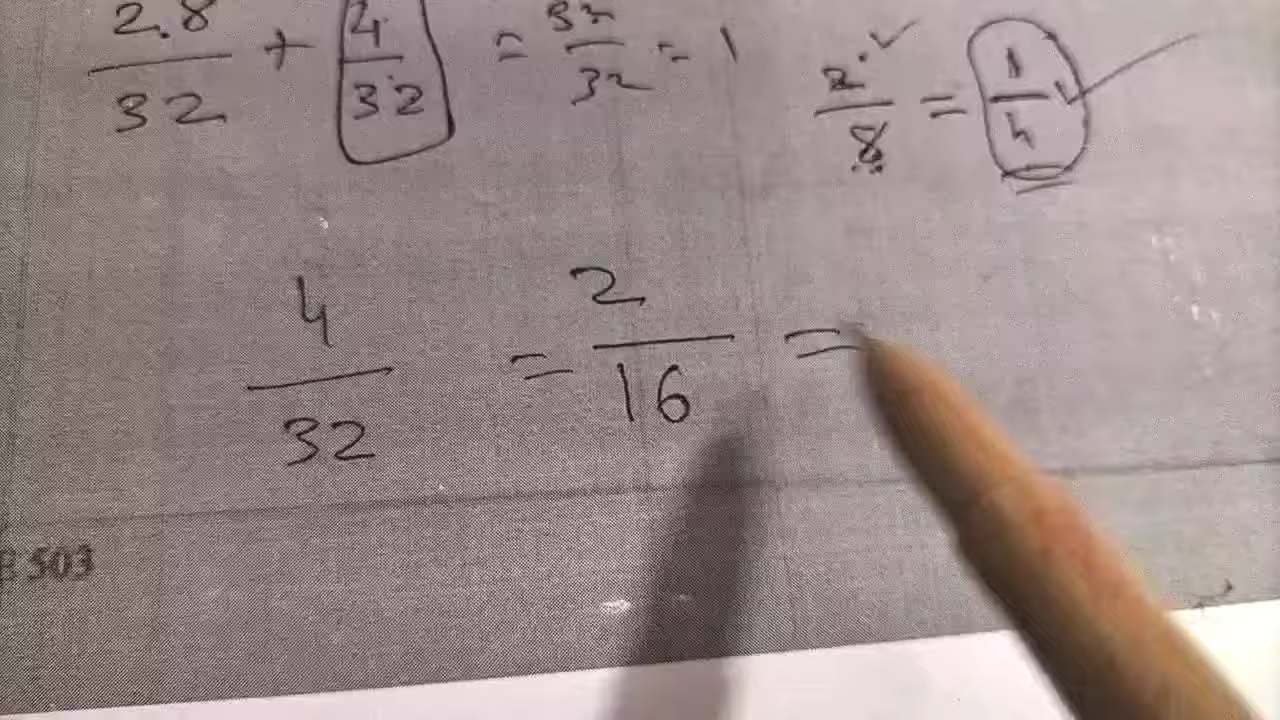 28/32 + 4/32 = 32/32 = 1
2/8 = 1/4
4/32 = 2/16 =
503